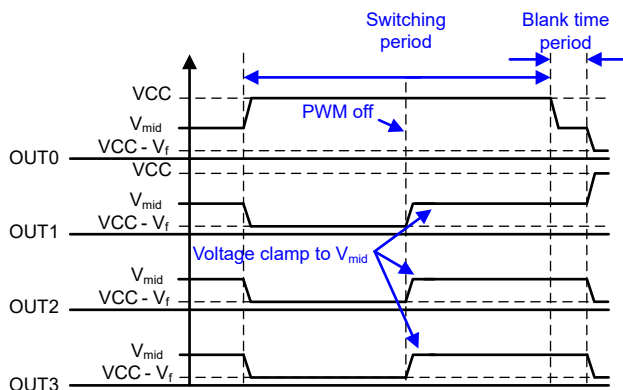 Switching
period
Blank time
period
VCC
PWM off
Vmid
VCC - Vf
OUT0
VCC
Vmid
VCC - Vf
OUT1
Voltage clamp to Vmid
Vmid
VCC - Vf
OUT2
Vmid
VCC - Vf
OUT3